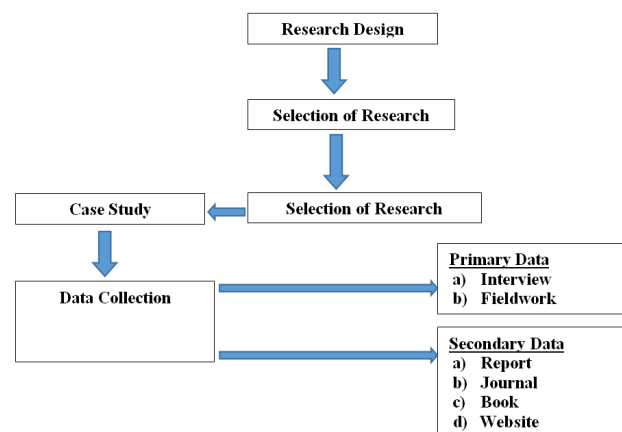 Research Design
Selection of Research
Selection of Research
Case Study
Data Collection
Primary Data
a) Interview
b) Fieldwork
Secondary Data
a) Report
b) Journal
c) Book
d) Website